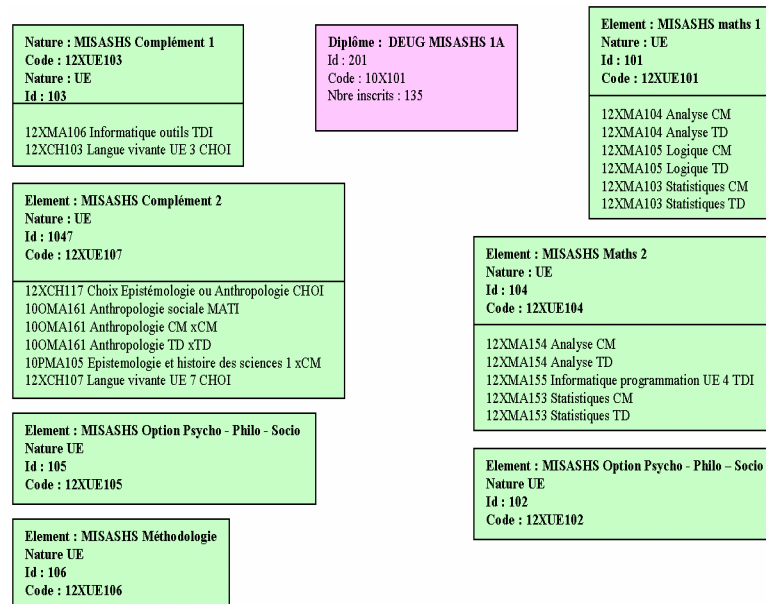 Nature : MISASHS Complément 1
Code : 12XUE103
Nature : UE
Id : 103
12XMA106 Informatique outils TDI
12XCH103 Langue vivante UE 3 CHOI
Diplôme : DEUG MISASHS 1A
Id : 201
Code : 10X101
Nbre inscrits : 135
Element : MISASHS maths 1
Nature : UE
Id : 101
Code : 12XUE101
12XMA104 Analyse CM
12XMA104 Analyse TD
12XMA105 Logique CM
12XMA105 Logique TD
12XMA103 Statistiques CM
12XMA103 Statistiques TD
Element : MISASHS Complément 2
Nature : UE
Id : 1047
Code : 12XUE107
12XCH117 Choix Epistémologie ou Anthropologie CHOI
10OMA161 Anthropologie sociale MATI
10OMA161 Anthropologie CM xCM
10OMA161 Anthropologie TD xTD
10PMA105 Epistemologie et histoire des sciences 1 xCM
12XCH107 Langue vivante UE 7 CHOI
Element : MISASHS Maths 2
Nature : UE
Id : 104
Code : 12XUE104
12XMA154 Analyse CM
12XMA154 Analyse TD
12XMA155 Informatique programmation UE 4 TDI
12XMA153 Statistiques CM
12XMA153 Statistiques TD
Element : MISASHS Option Psycho - Philo - Socio
Nature UE
Id : 105
Code : 12XUE105
Element : MISASHS Option Psycho - Philo – Socio
Nature UE
Id : 102
Code : 12XUE102
Element : MISASHS Méthodologie
Nature UE
Id : 106
Code : 12XUE106